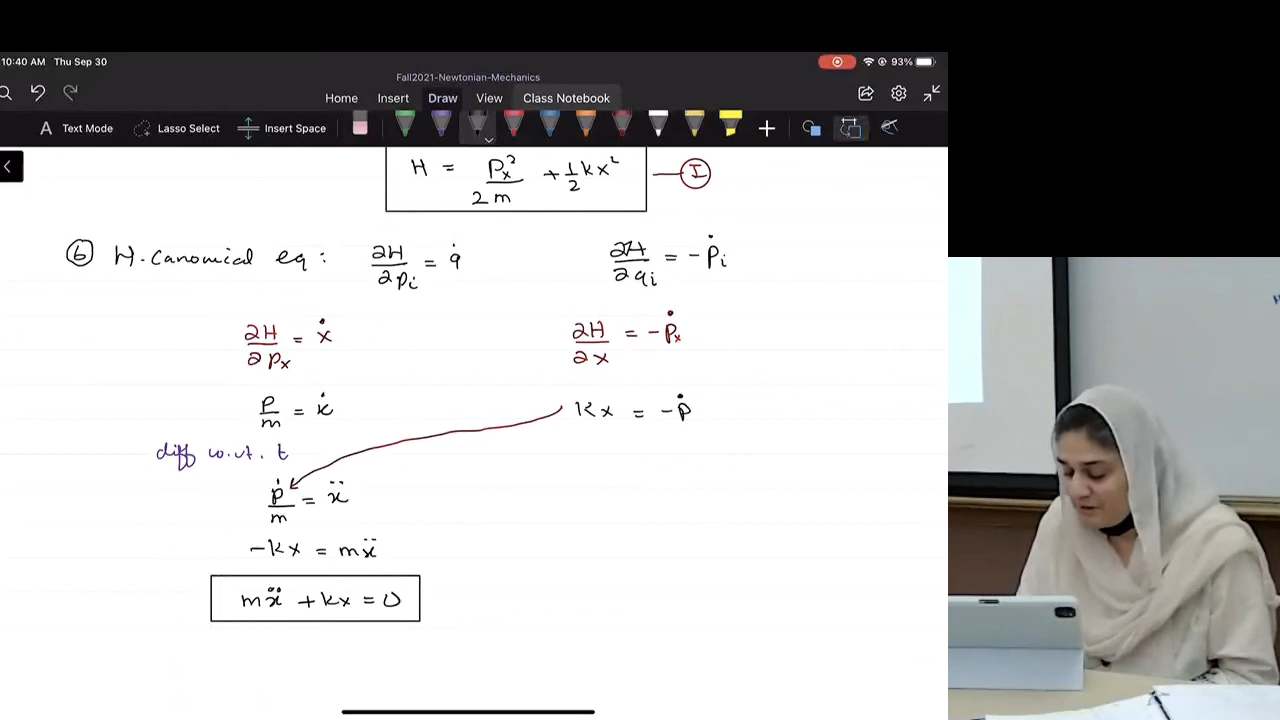 10:40 AM Thu Sep 30
93%
Fall2021-Newtonian-Mechanics
Home Insert Draw View Class Notebook
Text Mode Lasso Select Insert Space
H = Px²/2m + 1/2 kx² — I
⑥ H. canonical eq: ∂H/∂pi = q̇ ∂H/∂qi = -Ṗi
∂H/∂px = ẋ ∂H/∂x = -Ṗx
P/m = ẋ kx = -ṗ
diff w.r.t. t
ṗ/m = ẍ
-kx = mẍ
mẍ + kx = 0